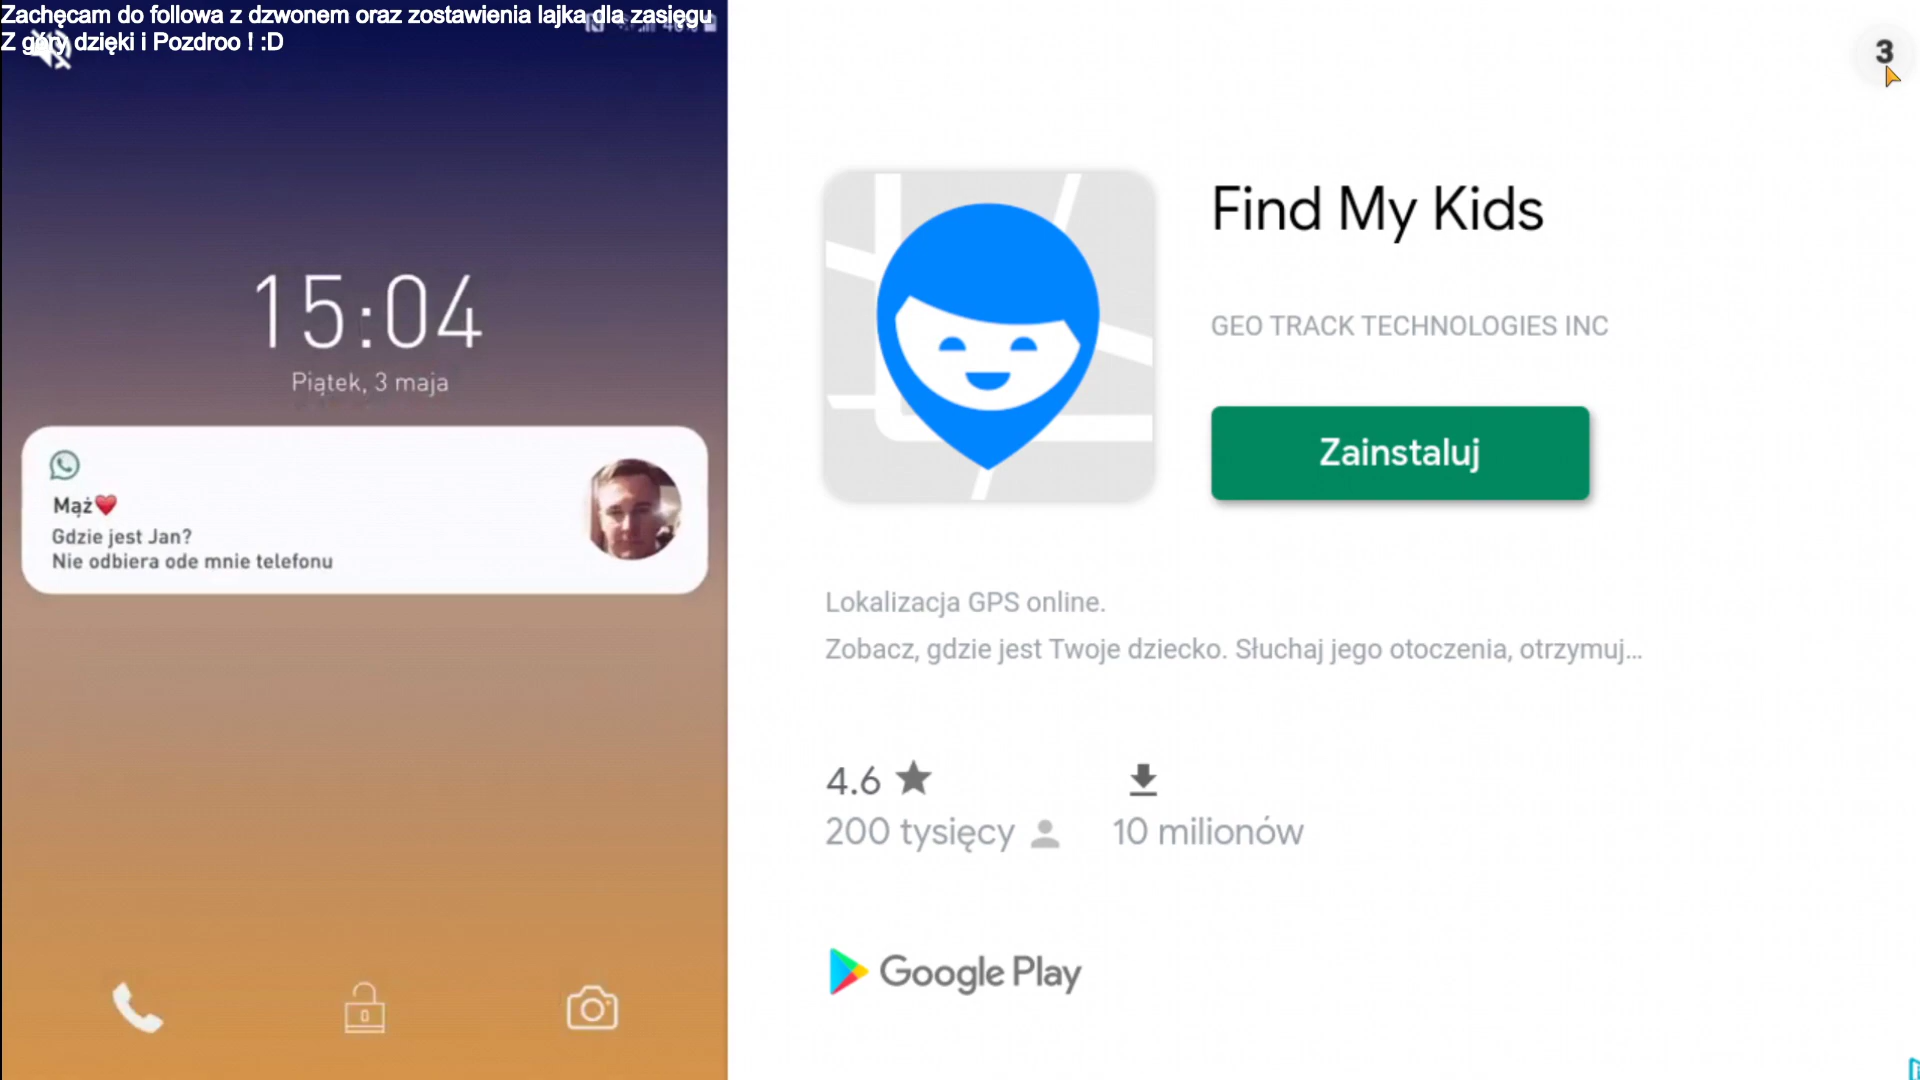 Zachęcam do followa z dzwonem oraz zostawienia lajka dla zasięgu
Z góry dzięki i Pozdroo ! :D
15:04
Piątek, 3 maja
Mąż❤️
Gdzie jest Jan?
Nie odbiera ode mnie telefonu
3
Find My Kids
GEO TRACK TECHNOLOGIES INC
Zainstaluj
Lokalizacja GPS online.
Zobacz, gdzie jest Twoje dziecko. Słuchaj jego otoczenia, otrzymuj...
4.6 ★
200 tysięcy
10 milionów
Google Play